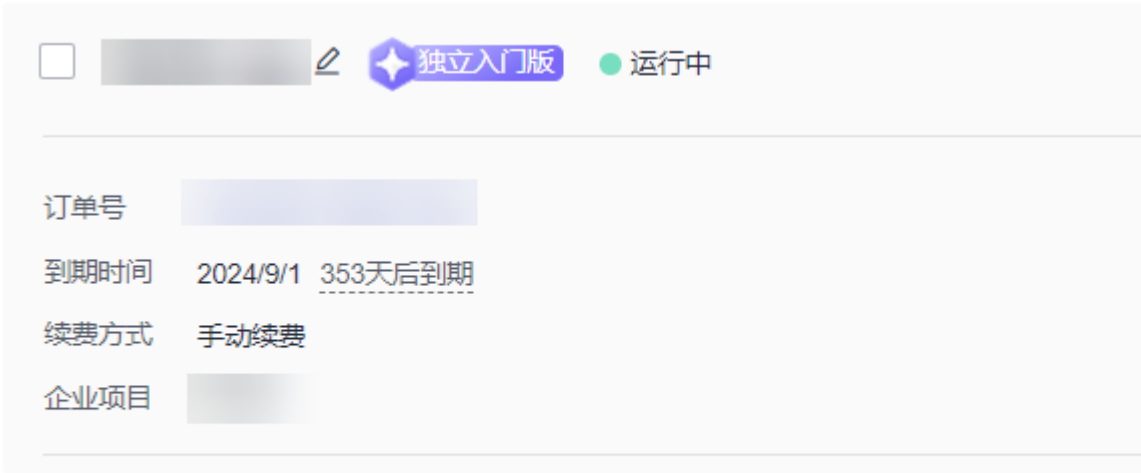 独立入门版 运行中
订单号
到期时间 2024/9/1 353天后到期
续费方式 手动续费
企业项目